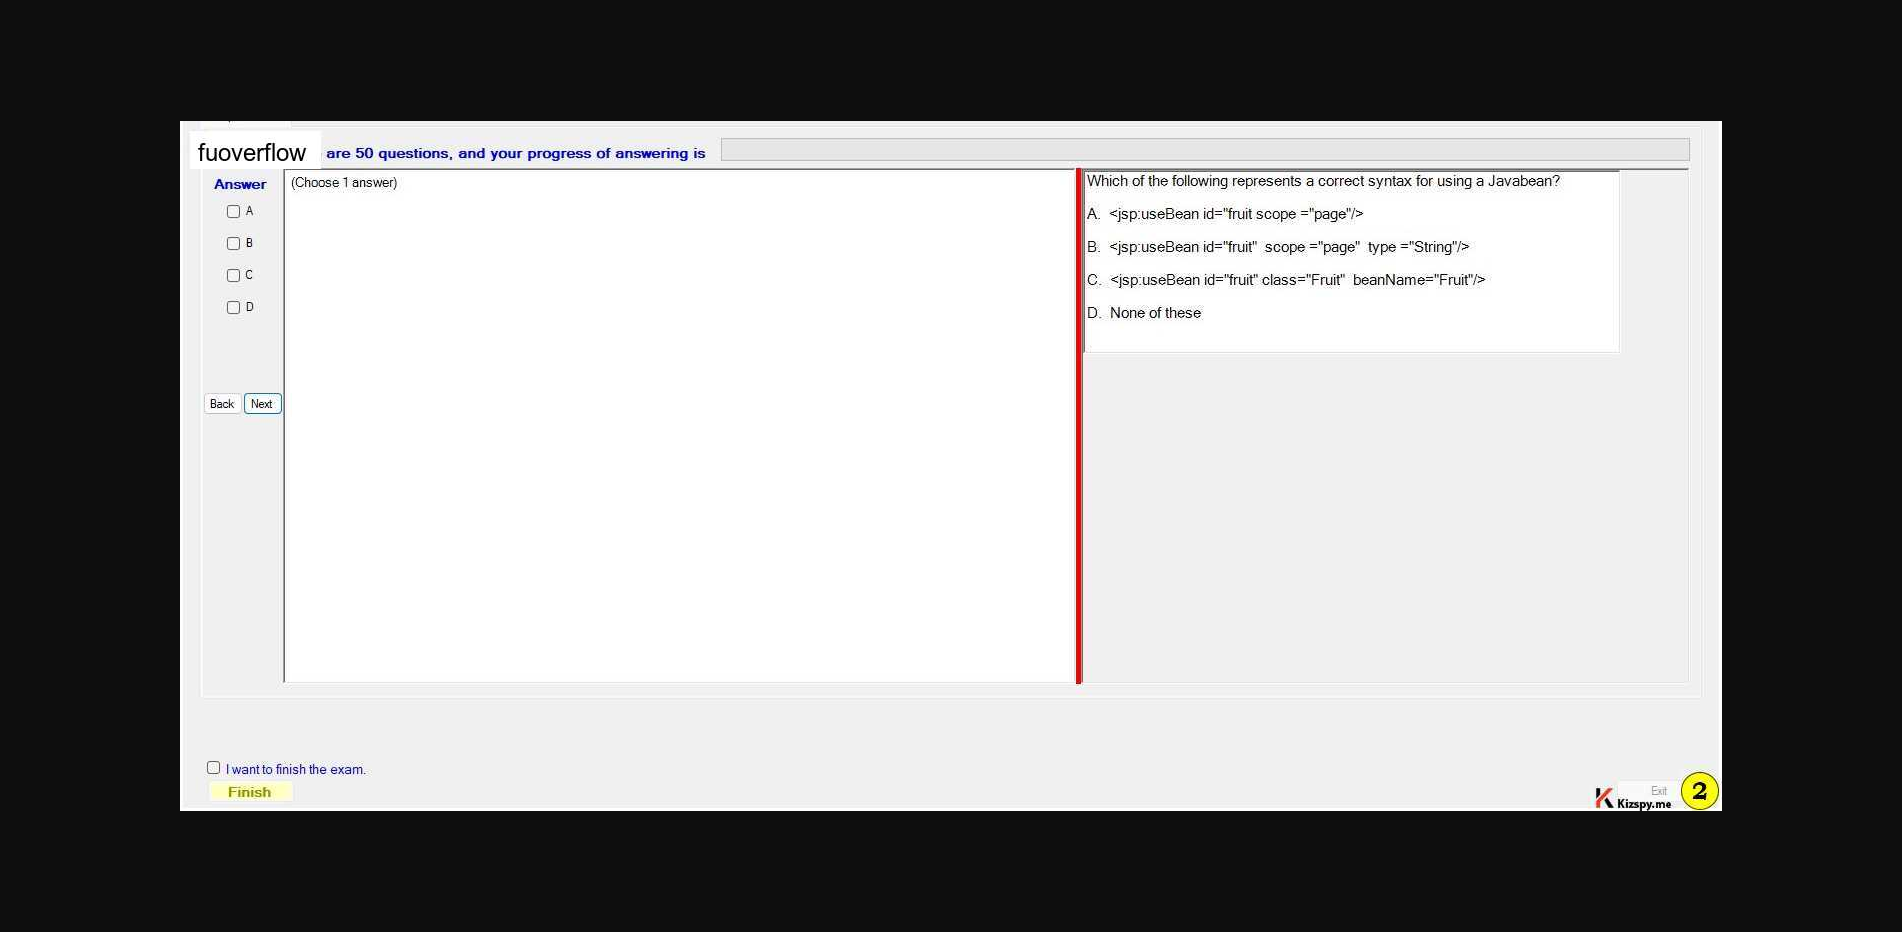 fuoverflow are 50 questions, and your progress of answering is
Answer
A
B
C
D
Back Next
(Choose 1 answer)
Which of the following represents a correct syntax for using a Javabean?
A. <jsp:useBean id="fruit scope ="page"/>
B. <jsp:useBean id="fruit" scope ="page" type ="String"/>
C. <jsp:useBean id="fruit" class="Fruit" beanName="Fruit"/>
D. None of these
I want to finish the exam.
Finish
Exit
Kizspy.me
2